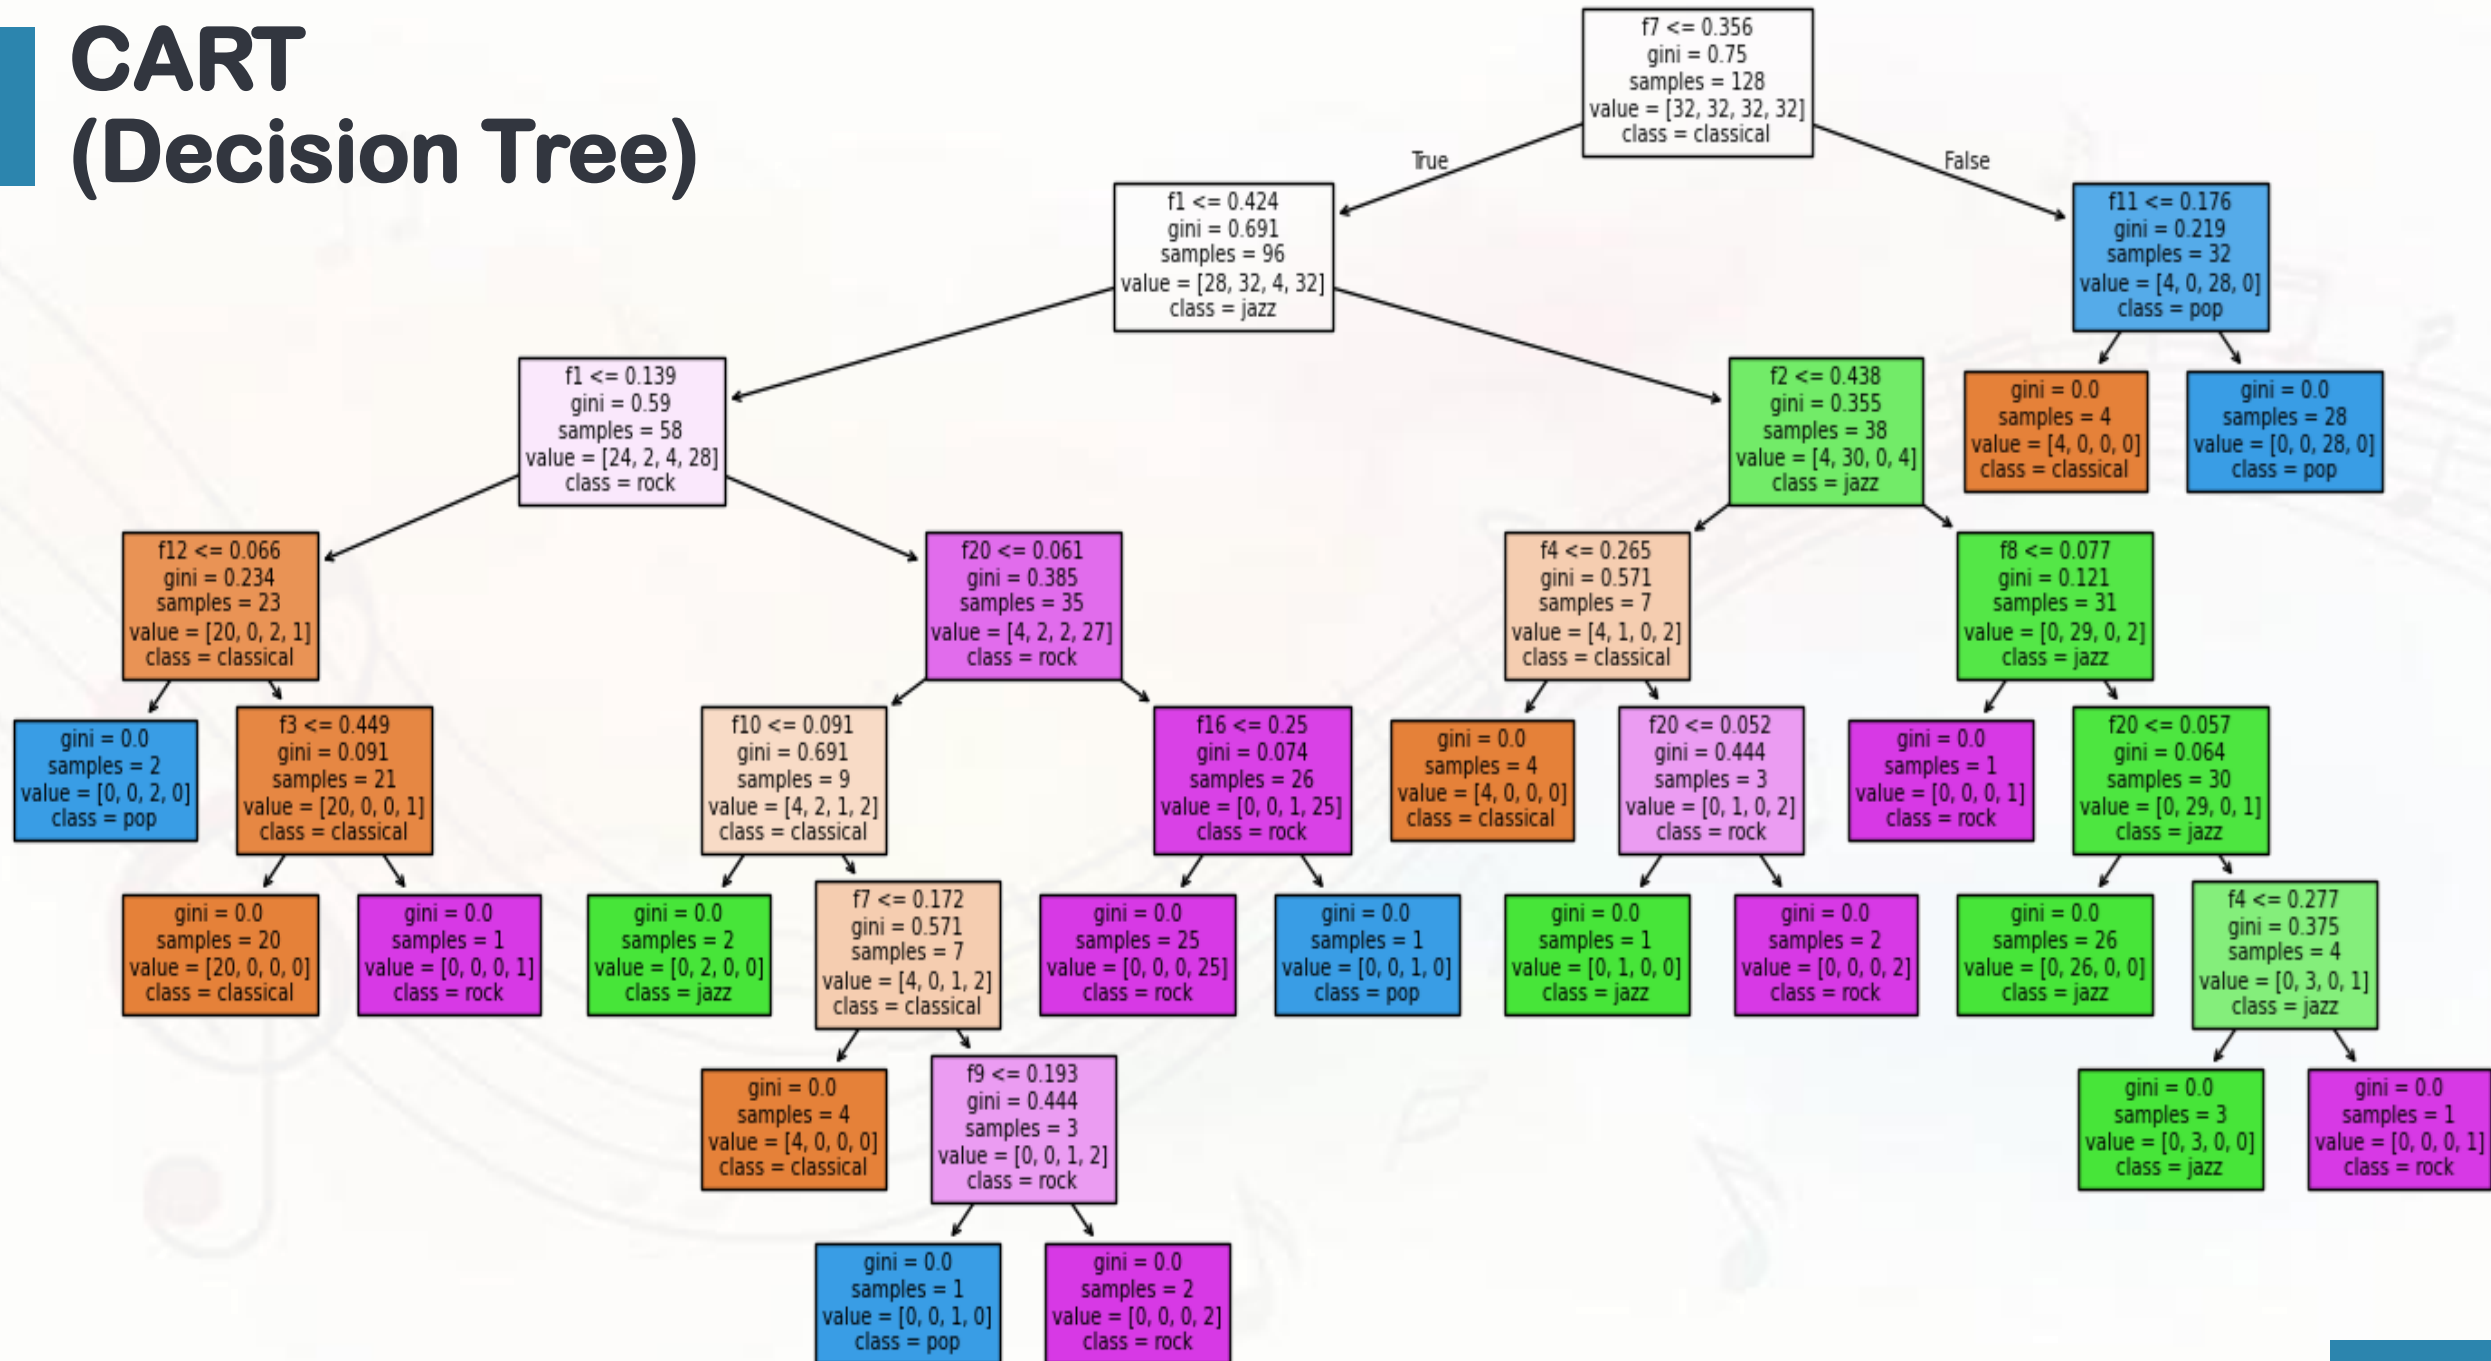 CART
(Decision Tree)
f7 <= 0.356
gini = 0.75
samples = 128
value = [32, 32, 32, 32]
class = classical
True
False
f1 <= 0.424
gini = 0.691
samples = 96
value = [28, 32, 4, 32]
class = jazz
f11 <= 0.176
gini = 0.219
samples = 32
value = [4, 0, 28, 0]
class = pop
f1 <= 0.139
gini = 0.59
samples = 58
value = [24, 2, 4, 28]
class = rock
f2 <= 0.438
gini = 0.355
samples = 38
value = [4, 30, 0, 4]
class = jazz
gini = 0.0
samples = 4
value = [4, 0, 0, 0]
class = classical
gini = 0.0
samples = 28
value = [0, 0, 28, 0]
class = pop
f12 <= 0.066
gini = 0.234
samples = 23
value = [20, 0, 2, 1]
class = classical
f20 <= 0.061
gini = 0.385
samples = 35
value = [4, 2, 2, 27]
class = rock
f4 <= 0.265
gini = 0.571
samples = 7
value = [4, 1, 0, 2]
class = classical
f8 <= 0.077
gini = 0.121
samples = 31
value = [0, 29, 0, 2]
class = jazz
gini = 0.0
samples = 2
value = [0, 0, 2, 0]
class = pop
f3 <= 0.449
gini = 0.091
samples = 21
value = [20, 0, 0, 1]
class = classical
f10 <= 0.091
gini = 0.691
samples = 9
value = [4, 2, 1, 2]
class = classical
f16 <= 0.25
gini = 0.074
samples = 26
value = [0, 0, 1, 25]
class = rock
gini = 0.0
samples = 4
value = [4, 0, 0, 0]
class = classical
f20 <= 0.052
gini = 0.444
samples = 3
value = [0, 1, 0, 2]
class = rock
gini = 0.0
samples = 1
value = [0, 0, 0, 1]
class = rock
f20 <= 0.057
gini = 0.064
samples = 30
value = [0, 29, 0, 1]
class = jazz
gini = 0.0
samples = 20
value = [20, 0, 0, 0]
class = classical
gini = 0.0
samples = 1
value = [0, 0, 0, 1]
class = rock
gini = 0.0
samples = 2
value = [0, 2, 0, 0]
class = jazz
f7 <= 0.172
gini = 0.571
samples = 7
value = [4, 0, 1, 2]
class = classical
gini = 0.0
samples = 25
value = [0, 0, 0, 25]
class = rock
gini = 0.0
samples = 1
value = [0, 0, 1, 0]
class = pop
gini = 0.0
samples = 1
value = [0, 1, 0, 0]
class = jazz
gini = 0.0
samples = 2
value = [0, 0, 0, 2]
class = rock
gini = 0.0
samples = 26
value = [0, 26, 0, 0]
class = jazz
f4 <= 0.277
gini = 0.375
samples = 4
value = [0, 3, 0, 1]
class = jazz
gini = 0.0
samples = 4
value = [4, 0, 0, 0]
class = classical
f9 <= 0.193
gini = 0.444
samples = 3
value = [0, 0, 1, 2]
class = rock
gini = 0.0
samples = 3
value = [0, 3, 0, 0]
class = jazz
gini = 0.0
samples = 1
value = [0, 0, 0, 1]
class = rock
gini = 0.0
samples = 1
value = [0, 0, 1, 0]
class = pop
gini = 0.0
samples = 2
value = [0, 0, 0, 2]
class = rock